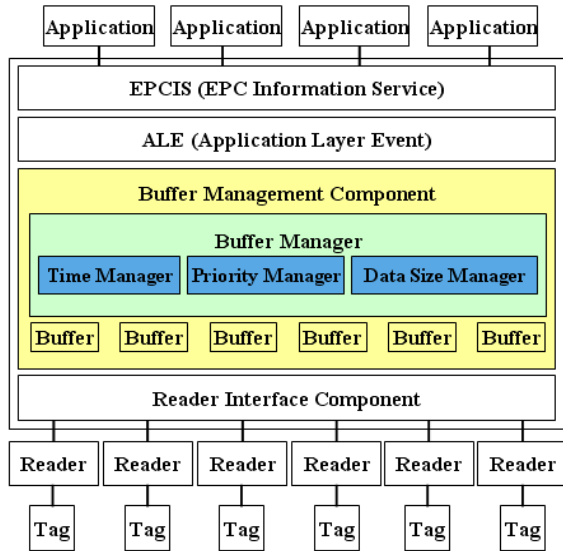 Application Application Application Application
EPCIS (EPC Information Service)
ALE (Application Layer Event)
Buffer Management Component
Buffer Manager
Time Manager Priority Manager Data Size Manager
Buffer Buffer Buffer Buffer Buffer Buffer
Reader Interface Component
Reader Reader Reader Reader Reader Reader
Tag Tag Tag Tag Tag Tag